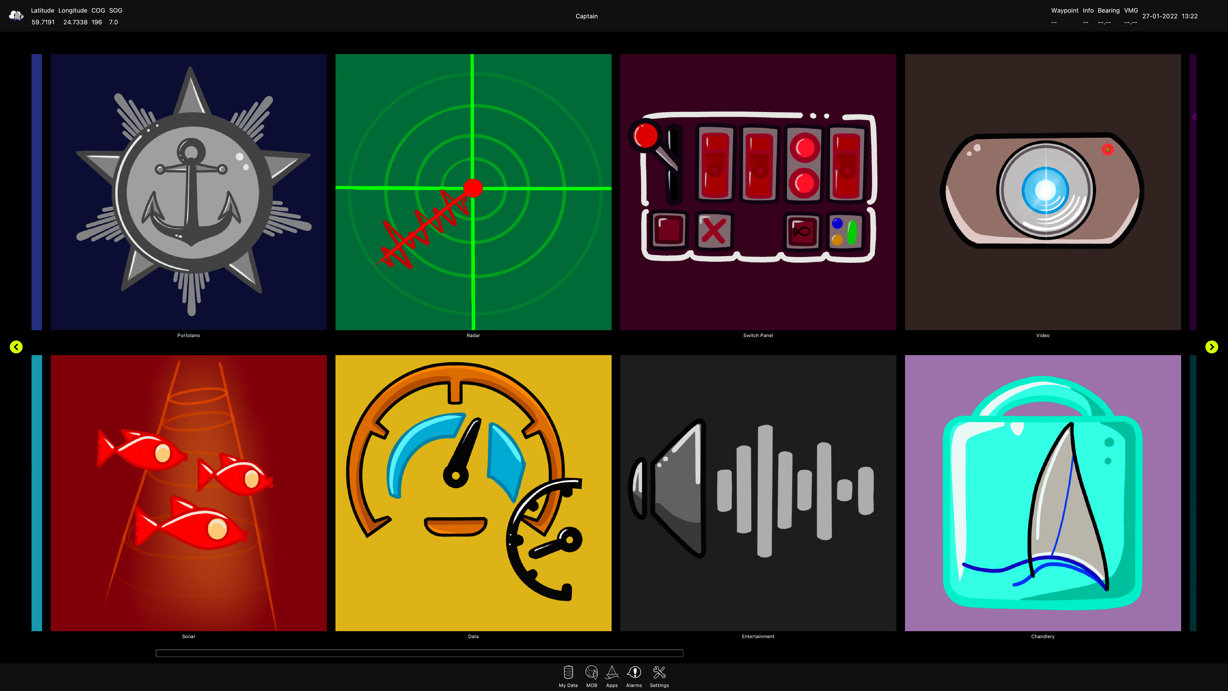 Latitude Longitude COG SOG
59.7191 24.7338 196 7.0
Captain
Waypoint Info Bearing VMG
-- -- --.-- --.--
27-01-2022 13:22
Portolano Radar Switch Panel Video
Sonar Data Entertainment Chandlery
My Data MOB Apps Alarms Settings